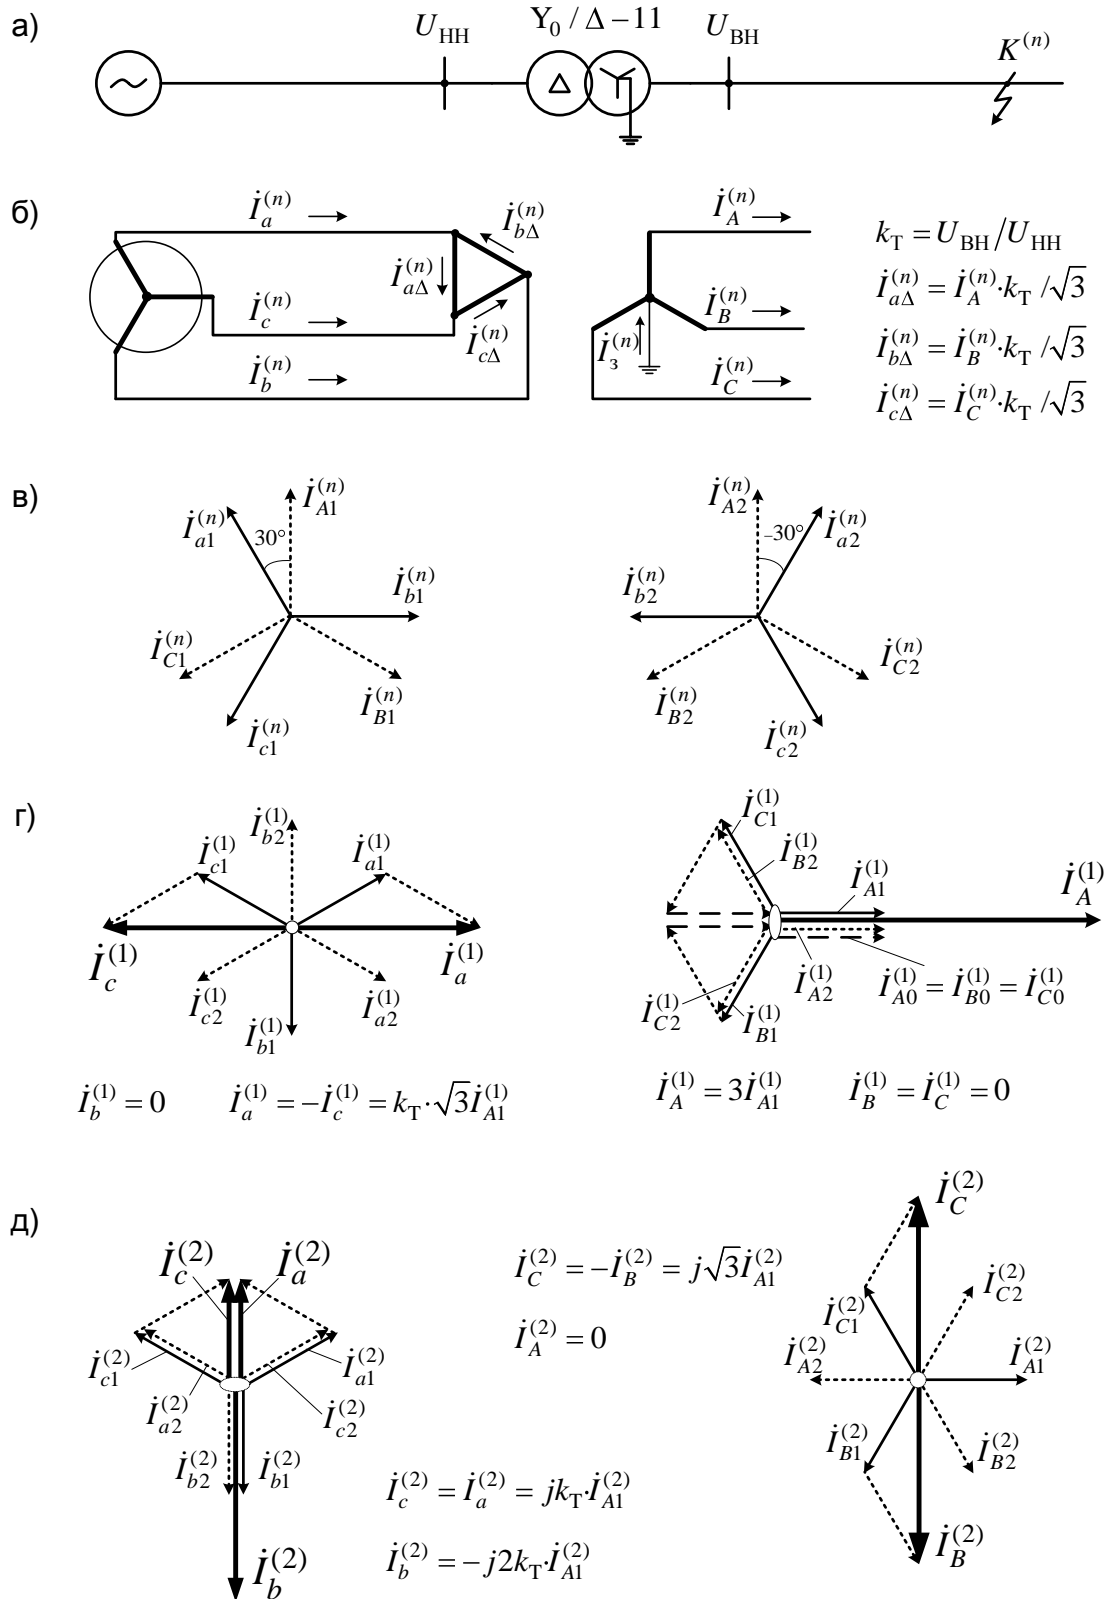 а)
U_НН Y₀ / Δ – 11 U_ВН K^(n)
б)
İ_a^(n) İ_bΔ^(n) İ_A^(n)
k_Т = U_ВН / U_НН
İ_aΔ^(n) İ_aΔ^(n) = İ_A^(n)·k_Т / √3
İ_c^(n) İ_cΔ^(n) İ_B^(n)
İ_з^(n) İ_bΔ^(n) = İ_B^(n)·k_Т / √3
İ_b^(n) İ_C^(n) İ_cΔ^(n) = İ_C^(n)·k_Т / √3
в)
İ_a1^(n) 30° İ_A1^(n) İ_A2^(n) –30° İ_a2^(n)
İ_b1^(n) İ_b2^(n)
İ_C1^(n) İ_B1^(n) İ_B2^(n) İ_C2^(n)
İ_c1^(n) İ_c2^(n)
г)
İ_b2^(1) İ_C1^(1)
İ_c1^(1) İ_a1^(1) İ_B2^(1) İ_A1^(1) İ_A^(1)
İ_c^(1) İ_a^(1)
İ_c2^(1) İ_a2^(1) İ_A2^(1) İ_A0^(1) = İ_B0^(1) = İ_C0^(1)
İ_b1^(1) İ_C2^(1) İ_B1^(1)
İ_b^(1) = 0 İ_a^(1) = −İ_c^(1) = k_Т·√3İ_A1^(1) İ_A^(1) = 3İ_A1^(1) İ_B^(1) = İ_C^(1) = 0
д)
İ_c^(2) İ_a^(2) İ_C^(2) = −İ_B^(2) = j√3İ_A1^(2) İ_C^(2)
İ_A^(2) = 0 İ_C1^(2) İ_C2^(2)
İ_c1^(2) İ_a1^(2) İ_A2^(2) İ_A1^(2)
İ_a2^(2) İ_c2^(2)
İ_b2^(2) İ_b1^(2) İ_B1^(2) İ_B2^(2)
İ_c^(2) = İ_a^(2) = jk_Т·İ_A1^(2)
İ_b^(2) İ_b^(2) = −j2k_Т·İ_A1^(2) İ_B^(2)